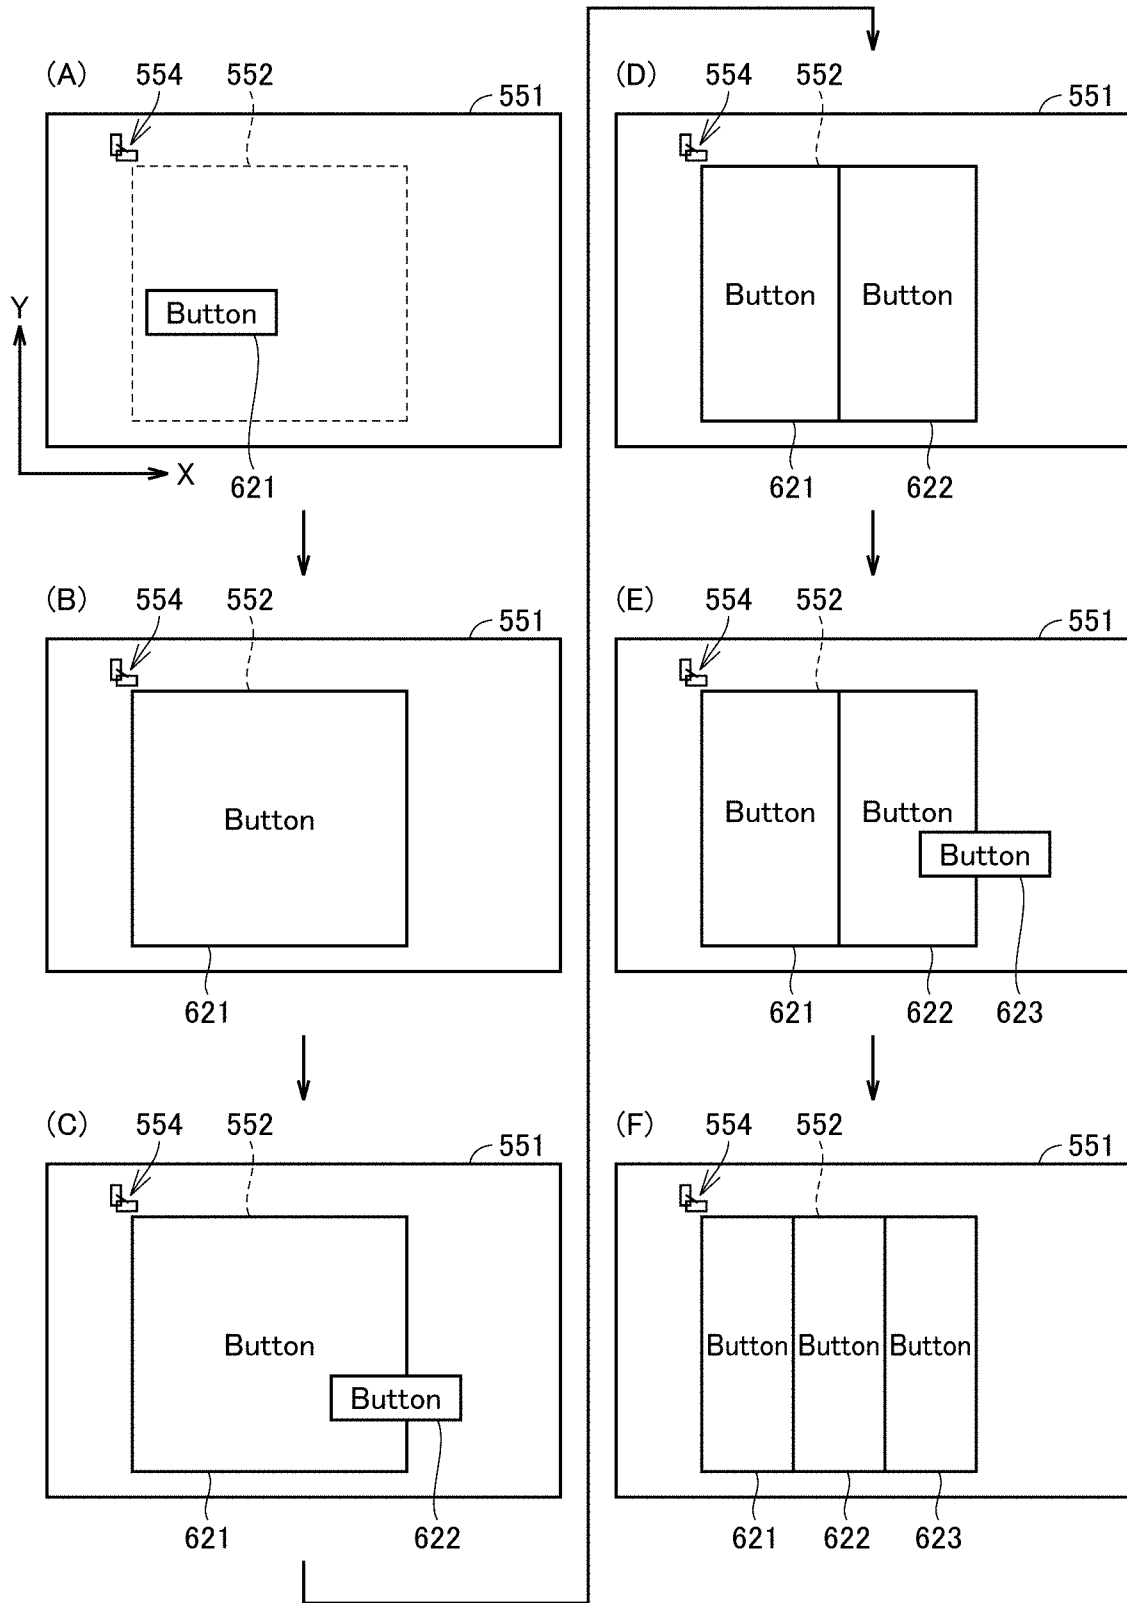 (A) 554 552 551
Button
Y
X
621
(B) 554 552 551
Button
621
(C) 554 552 551
Button
Button
621 622
(D) 554 552 551
Button Button
621 622
(E) 554 552 551
Button Button
Button
621 622 623
(F) 554 552 551
Button Button Button
621 622 623